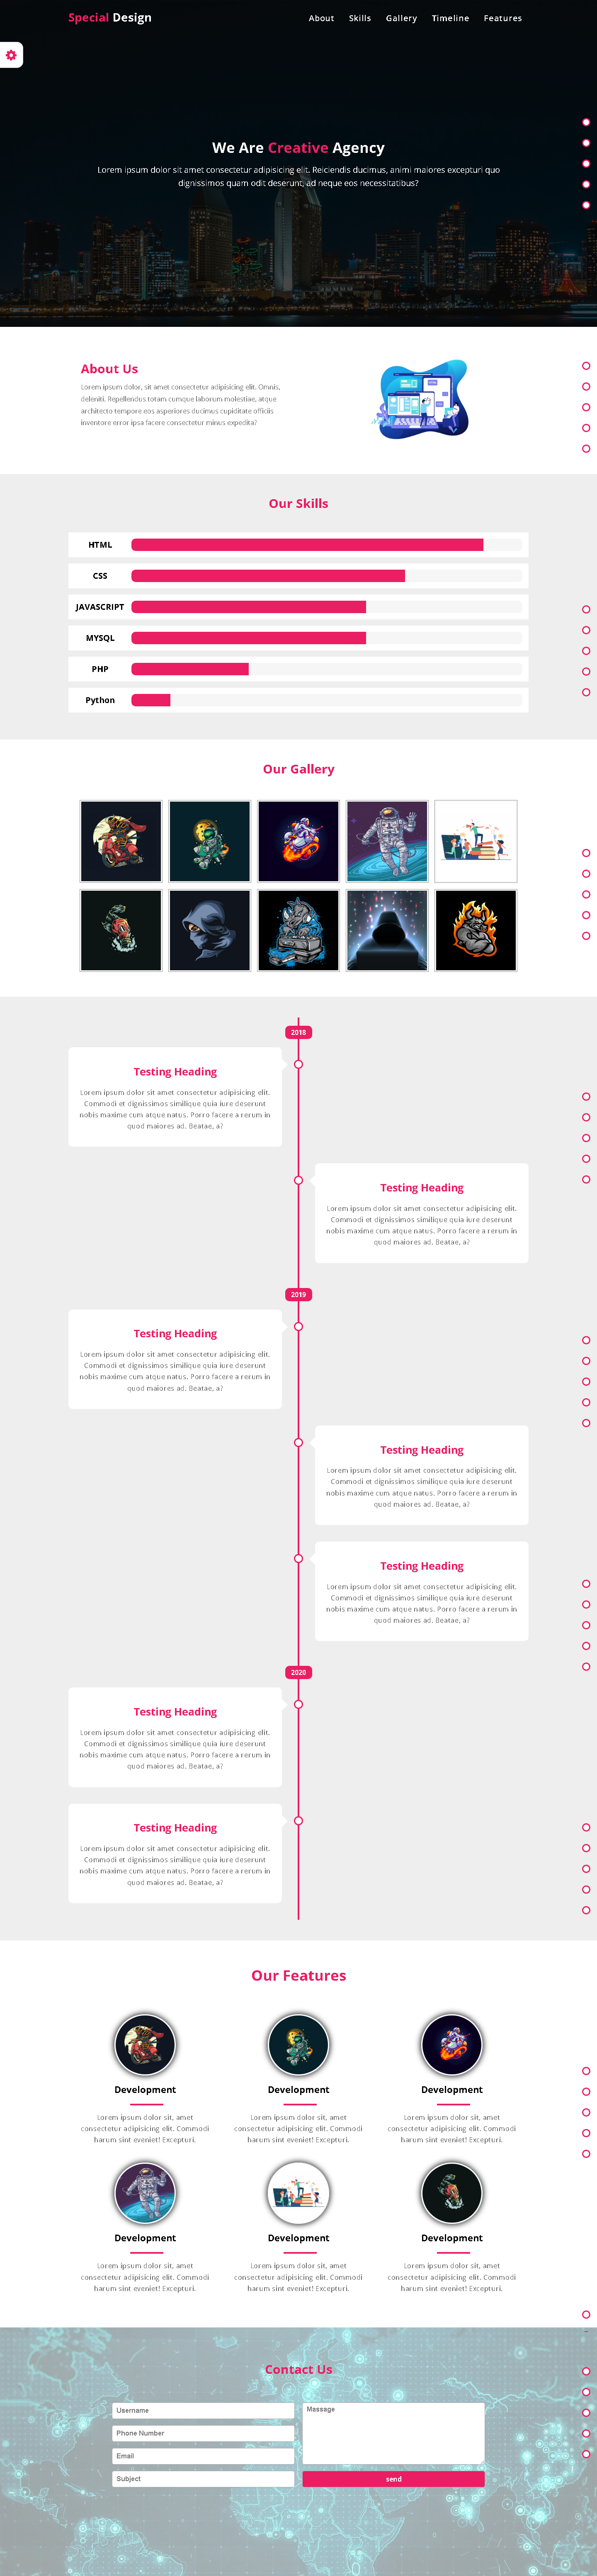 Special Design
About Skills Gallery Timeline Features
We Are Creative Agency
Lorem ipsum dolor sit amet consectetur adipisicing elit. Reiciendis ducimus, animi maiores excepturi quo
dignissimos quam odit deserunt, ad neque eos necessitatibus?
About Us
Lorem ipsum dolor, sit amet consectetur adipisicing elit. Omnis,
deleniti. Repellendus totam cumque laborum molestiae, atque
architecto tempore eos asperiores ducimus cupiditate officiis
inventore error ipsa facere consectetur minus expedita?
Our Skills
HTML
CSS
JAVASCRIPT
MYSQL
PHP
Python
Our Gallery
2018
Testing Heading
Lorem ipsum dolor sit amet consectetur adipisicing elit.
Commodi et dignissimos similique quia iure deserunt
nobis maxime cum atque natus. Porro facere a rerum in
quod maiores ad. Beatae, a?
Testing Heading
Lorem ipsum dolor sit amet consectetur adipisicing elit.
Commodi et dignissimos similique quia iure deserunt
nobis maxime cum atque natus. Porro facere a rerum in
quod maiores ad. Beatae, a?
2019
Testing Heading
Lorem ipsum dolor sit amet consectetur adipisicing elit.
Commodi et dignissimos similique quia iure deserunt
nobis maxime cum atque natus. Porro facere a rerum in
quod maiores ad. Beatae, a?
Testing Heading
Lorem ipsum dolor sit amet consectetur adipisicing elit.
Commodi et dignissimos similique quia iure deserunt
nobis maxime cum atque natus. Porro facere a rerum in
quod maiores ad. Beatae, a?
Testing Heading
Lorem ipsum dolor sit amet consectetur adipisicing elit.
Commodi et dignissimos similique quia iure deserunt
nobis maxime cum atque natus. Porro facere a rerum in
quod maiores ad. Beatae, a?
2020
Testing Heading
Lorem ipsum dolor sit amet consectetur adipisicing elit.
Commodi et dignissimos similique quia iure deserunt
nobis maxime cum atque natus. Porro facere a rerum in
quod maiores ad. Beatae, a?
Testing Heading
Lorem ipsum dolor sit amet consectetur adipisicing elit.
Commodi et dignissimos similique quia iure deserunt
nobis maxime cum atque natus. Porro facere a rerum in
quod maiores ad. Beatae, a?
Our Features
Development
Lorem ipsum dolor sit, amet
consectetur adipisicing elit. Commodi
harum sint eveniet! Excepturi.
Development
Lorem ipsum dolor sit, amet
consectetur adipisicing elit. Commodi
harum sint eveniet! Excepturi.
Development
Lorem ipsum dolor sit, amet
consectetur adipisicing elit. Commodi
harum sint eveniet! Excepturi.
Development
Lorem ipsum dolor sit, amet
consectetur adipisicing elit. Commodi
harum sint eveniet! Excepturi.
Development
Lorem ipsum dolor sit, amet
consectetur adipisicing elit. Commodi
harum sint eveniet! Excepturi.
Development
Lorem ipsum dolor sit, amet
consectetur adipisicing elit. Commodi
harum sint eveniet! Excepturi.
Contact Us
Username
Phone Number
Email
Subject
Massage
send